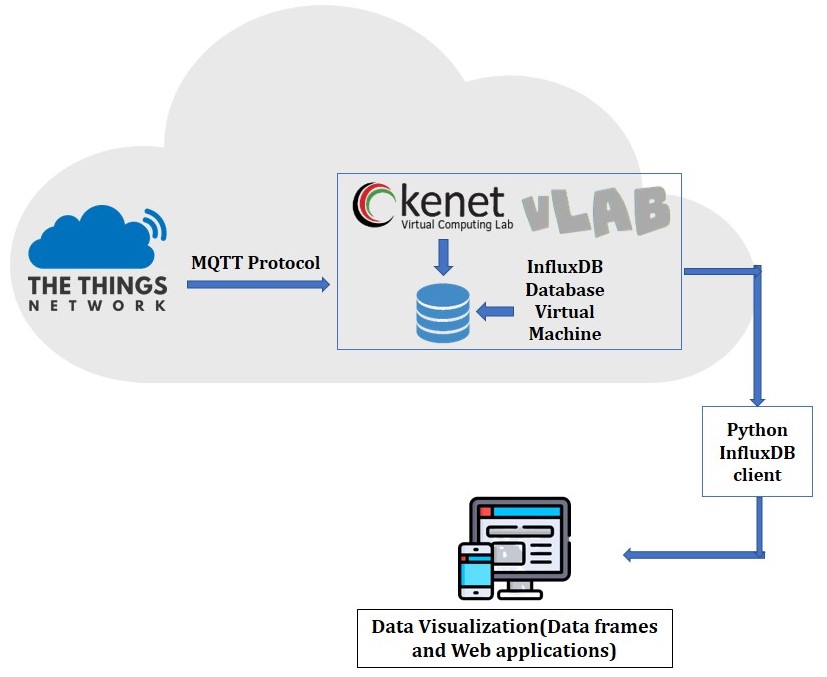 kenet
Virtual Computing Lab
vLAB
THE THINGS
NETWORK
MQTT Protocol
InfluxDB
Database
Virtual
Machine
Python
InfluxDB
client
Data Visualization(Data frames
and Web applications)